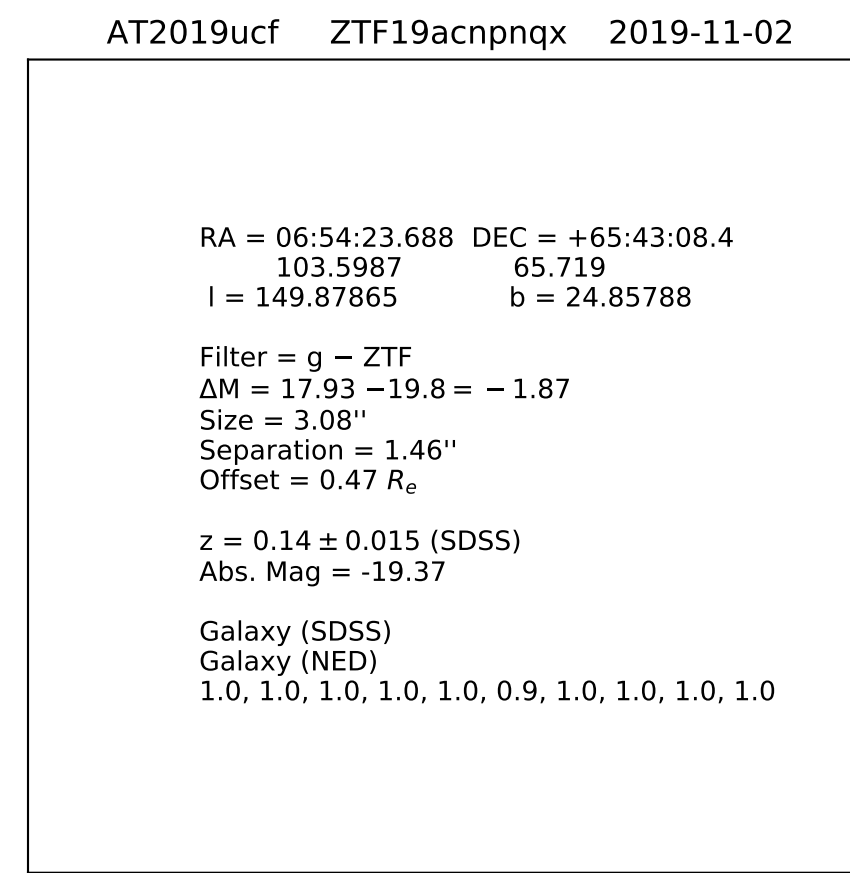 AT2019ucf ZTF19acnpnqx 2019-11-02
RA = 06:54:23.688 DEC = +65:43:08.4
103.5987 65.719
l = 149.87865 b = 24.85788
Filter = g − ZTF
ΔM = 17.93 −19.8 = − 1.87
Size = 3.08''
Separation = 1.46''
Offset = 0.47 Re
z = 0.14 ± 0.015 (SDSS)
Abs. Mag = -19.37
Galaxy (SDSS)
Galaxy (NED)
1.0, 1.0, 1.0, 1.0, 1.0, 0.9, 1.0, 1.0, 1.0, 1.0